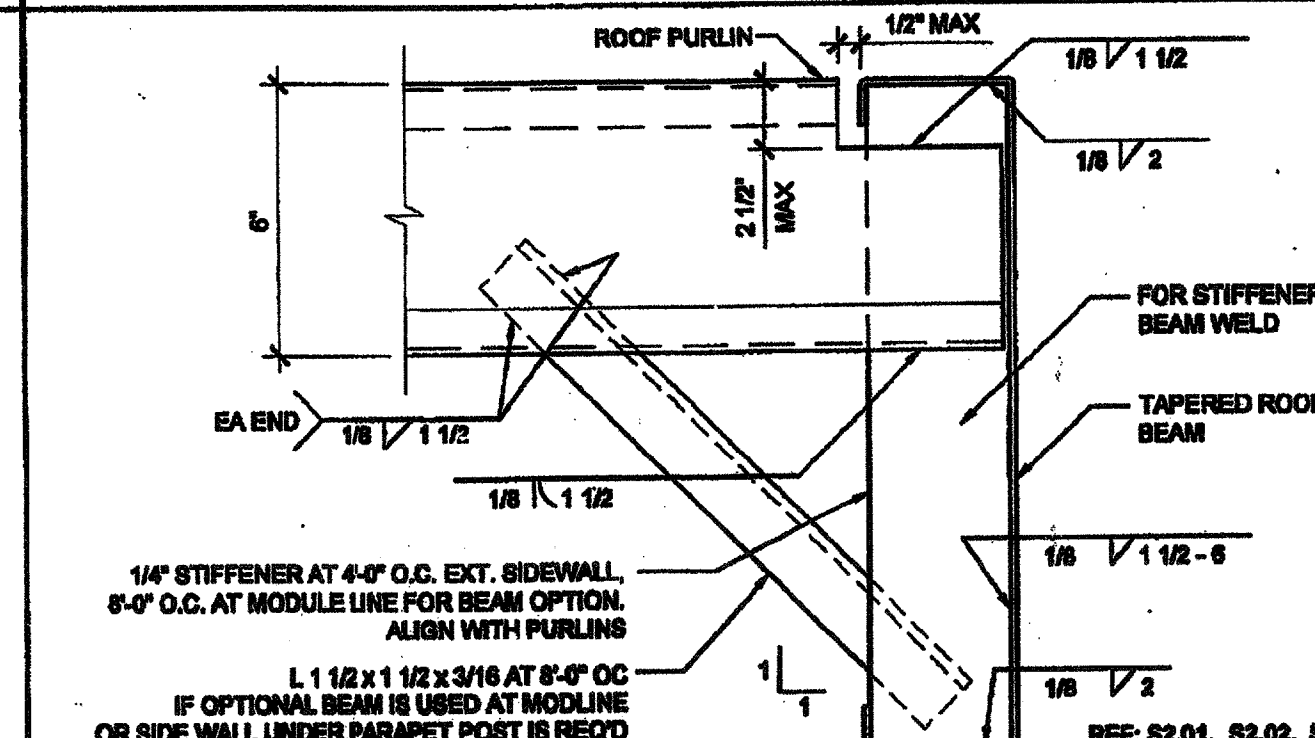 ROOF PURLIN
1/2" MAX
1/8 1 1/2
1/8 2
6"
2 1/2"
MAX
FOR STIFFENER
BEAM WELD
TAPERED ROOF
BEAM
EA END
1/8 1 1/2
1/8 1 1/2
1/8 1 1/2 - 6
1/4" STIFFENER AT 4'-0" O.C. EXT. SIDEWALL,
8'-0" O.C. AT MODULE LINE FOR BEAM OPTION.
ALIGN WITH PURLINS
L 1 1/2 x 1 1/2 x 3/16 AT 8'-0" OC
IF OPTIONAL BEAM IS USED AT MODLINE
OR SIDE WALL UNDER PARAPET POST IS REQ'D
1
1
1/8 2
REF: S2.01, S2.02,